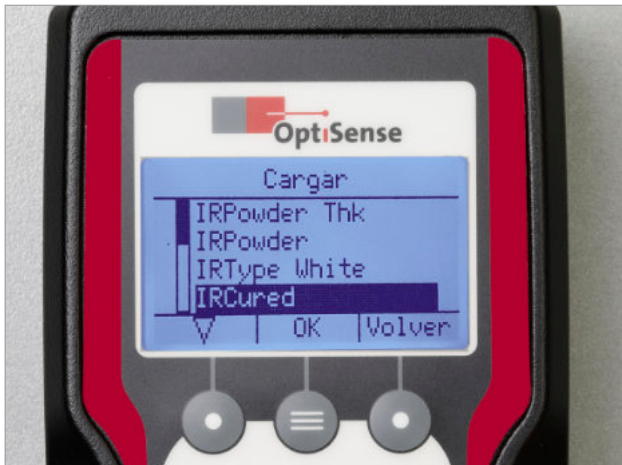 OptiSense
Cargar
IRPowder Thk
IRPowder
IRType White
IRCured
OK Volver